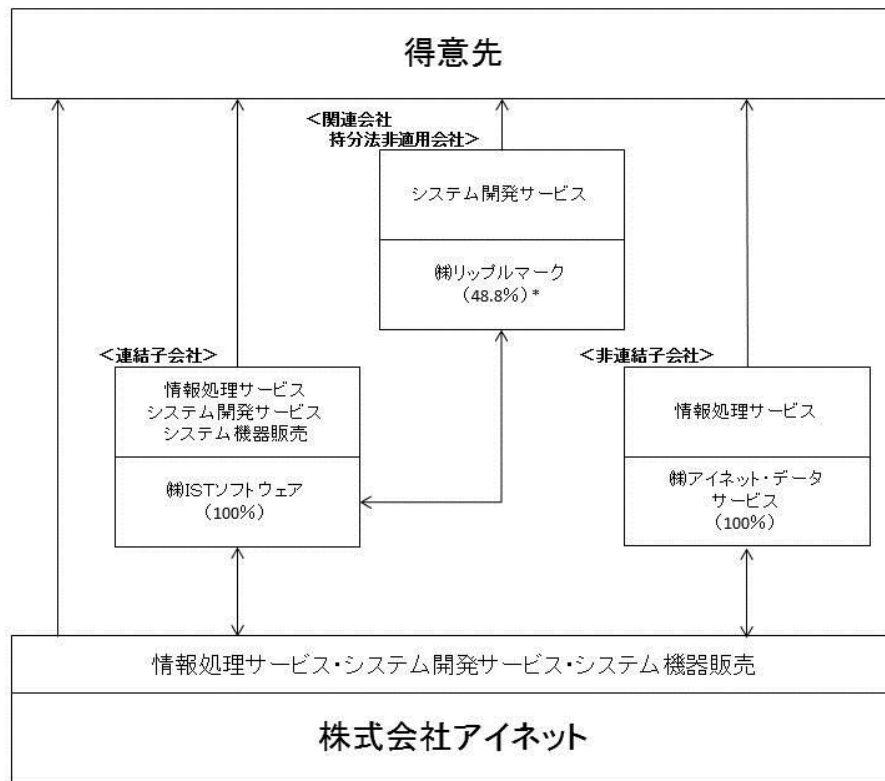 得意先
＜関連会社
持分法非適用会社＞
システム開発サービス
㈱リップルマーク
（48.8％）*
＜連結子会社＞
情報処理サービス
システム開発サービス
システム機器販売
㈱ISTソフトウェア
（100％）
＜非連結子会社＞
情報処理サービス
㈱アイネット・データ
サービス
（100％）
情報処理サービス・システム開発サービス・システム機器販売
株式会社アイネット